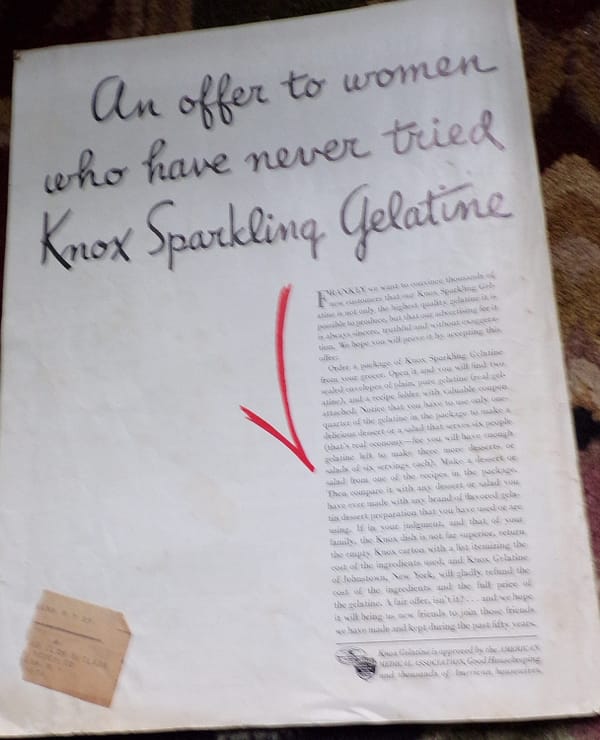 An offer to women
who have never tried
Knox Sparkling Gelatine
FRANKLY we want to convince thousands of
new customers that our Knox Sparkling Gel-
atine is not only the highest quality gelatine it is
possible to produce, but that our advertising for it
is always sincere, truthful and without exaggera-
tion. We hope you will prove it by accepting this
offer:
Order a package of Knox Sparkling Gelatine
from your grocer. Open it and you will find two
sealed envelopes of plain, pure gelatine (real gel-
atine), and a recipe folder with valuable coupon
attached. Notice that you have to use only one-
quarter of the gelatine in the package to make a
delicious dessert or a salad that serves six people
(that's real economy—for you will have enough
gelatine left to make three more desserts or
salads of six servings each). Make a dessert or
salad from one of the recipes in the package.
Then compare it with any dessert or salad you
have ever made with any brand of flavored gela-
tin dessert preparation that you have used or are
using. If in your judgment, and that of your
family, the Knox dish is not far superior, return
the empty Knox carton with a list itemizing the
cost of the ingredients used, and Knox Gelatine
of Johnstown, New York, will gladly refund the
cost of the ingredients and the full price of
the gelatine. A fair offer, isn't it? . . . and we hope
it will bring us new friends to join those friends
we have made and kept during the past fifty years.
Knox Gelatine is approved by the AMERICAN
MEDICAL ASSOCIATION, Good Housekeeping
and thousands of American housewives.